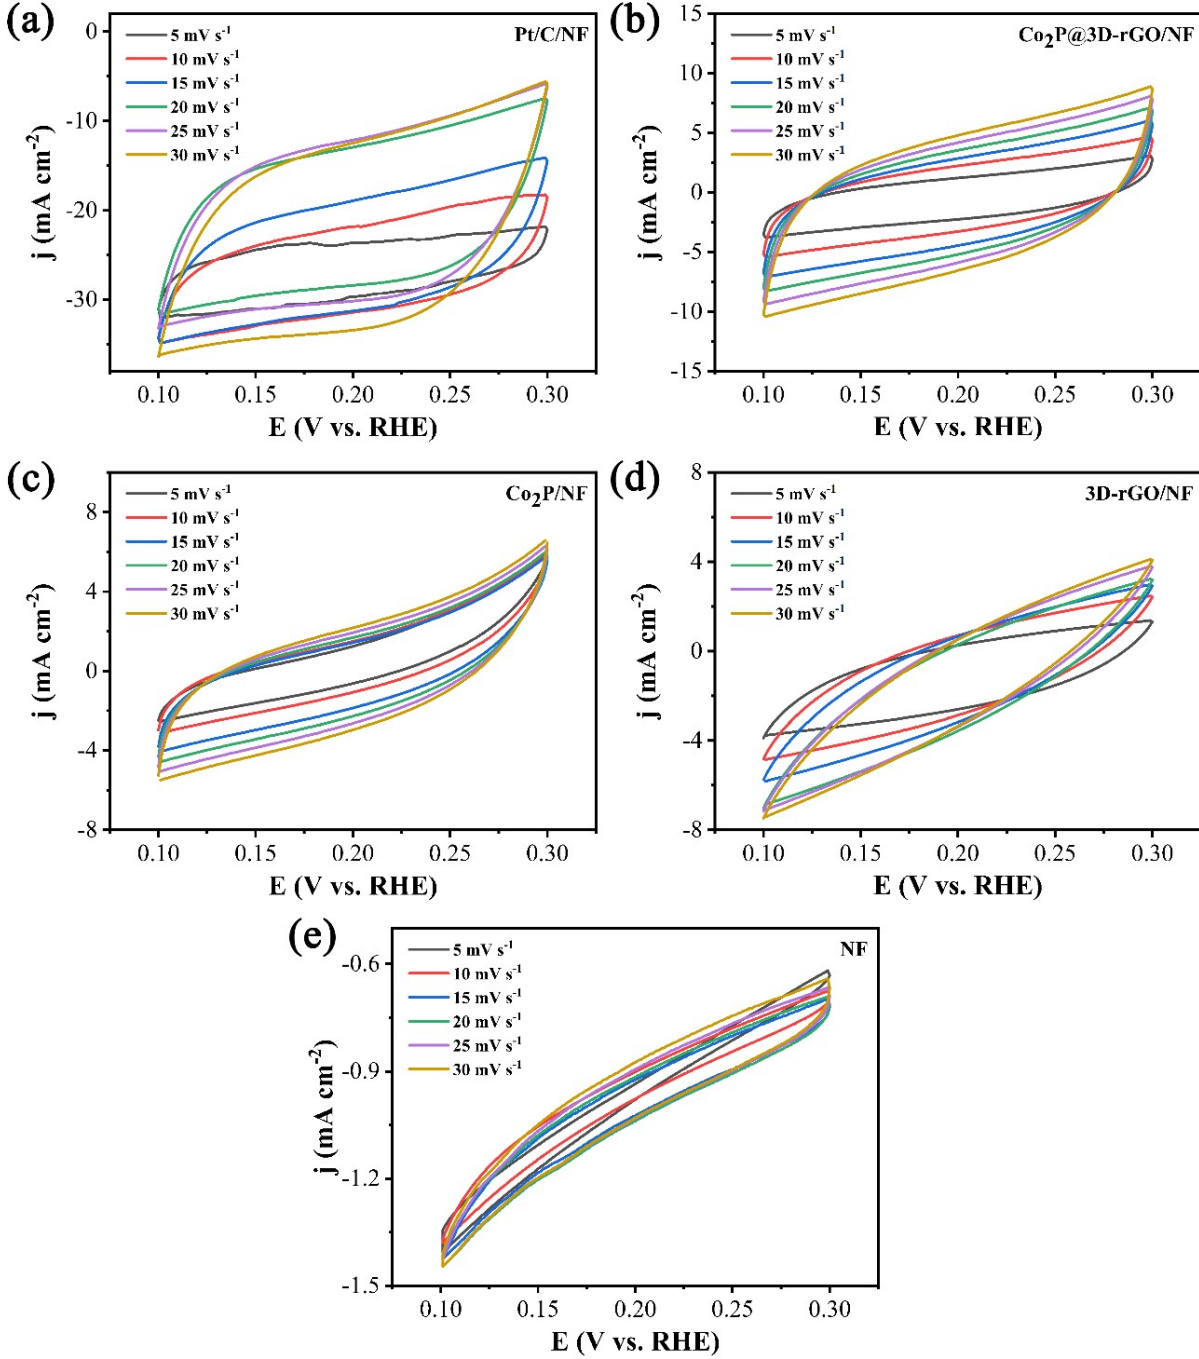 (a)
Pt/C/NF
5 mV s⁻¹
10 mV s⁻¹
15 mV s⁻¹
20 mV s⁻¹
25 mV s⁻¹
30 mV s⁻¹
0
-10
-20
-30
j (mA cm⁻²)
0.10 0.15 0.20 0.25 0.30
E (V vs. RHE)
(b)
Co₂P@3D-rGO/NF
5 mV s⁻¹
10 mV s⁻¹
15 mV s⁻¹
20 mV s⁻¹
25 mV s⁻¹
30 mV s⁻¹
15
10
5
0
-5
-10
-15
j (mA cm⁻²)
0.10 0.15 0.20 0.25 0.30
E (V vs. RHE)
(c)
Co₂P/NF
5 mV s⁻¹
10 mV s⁻¹
15 mV s⁻¹
20 mV s⁻¹
25 mV s⁻¹
30 mV s⁻¹
8
4
0
-4
-8
j (mA cm⁻²)
0.10 0.15 0.20 0.25 0.30
E (V vs. RHE)
(d)
3D-rGO/NF
5 mV s⁻¹
10 mV s⁻¹
15 mV s⁻¹
20 mV s⁻¹
25 mV s⁻¹
30 mV s⁻¹
8
4
0
-4
-8
j (mA cm⁻²)
0.10 0.15 0.20 0.25 0.30
E (V vs. RHE)
(e)
NF
5 mV s⁻¹
10 mV s⁻¹
15 mV s⁻¹
20 mV s⁻¹
25 mV s⁻¹
30 mV s⁻¹
-0.6
-0.9
-1.2
-1.5
j (mA cm⁻²)
0.10 0.15 0.20 0.25 0.30
E (V vs. RHE)